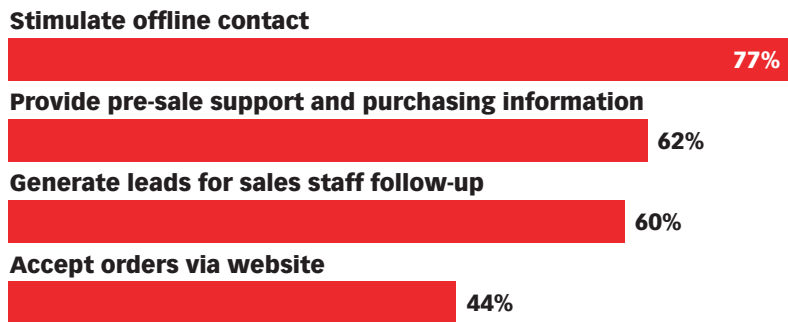 Stimulate offline contact
77%
Provide pre-sale support and purchasing information
62%
Generate leads for sales staff follow-up
60%
Accept orders via website
44%